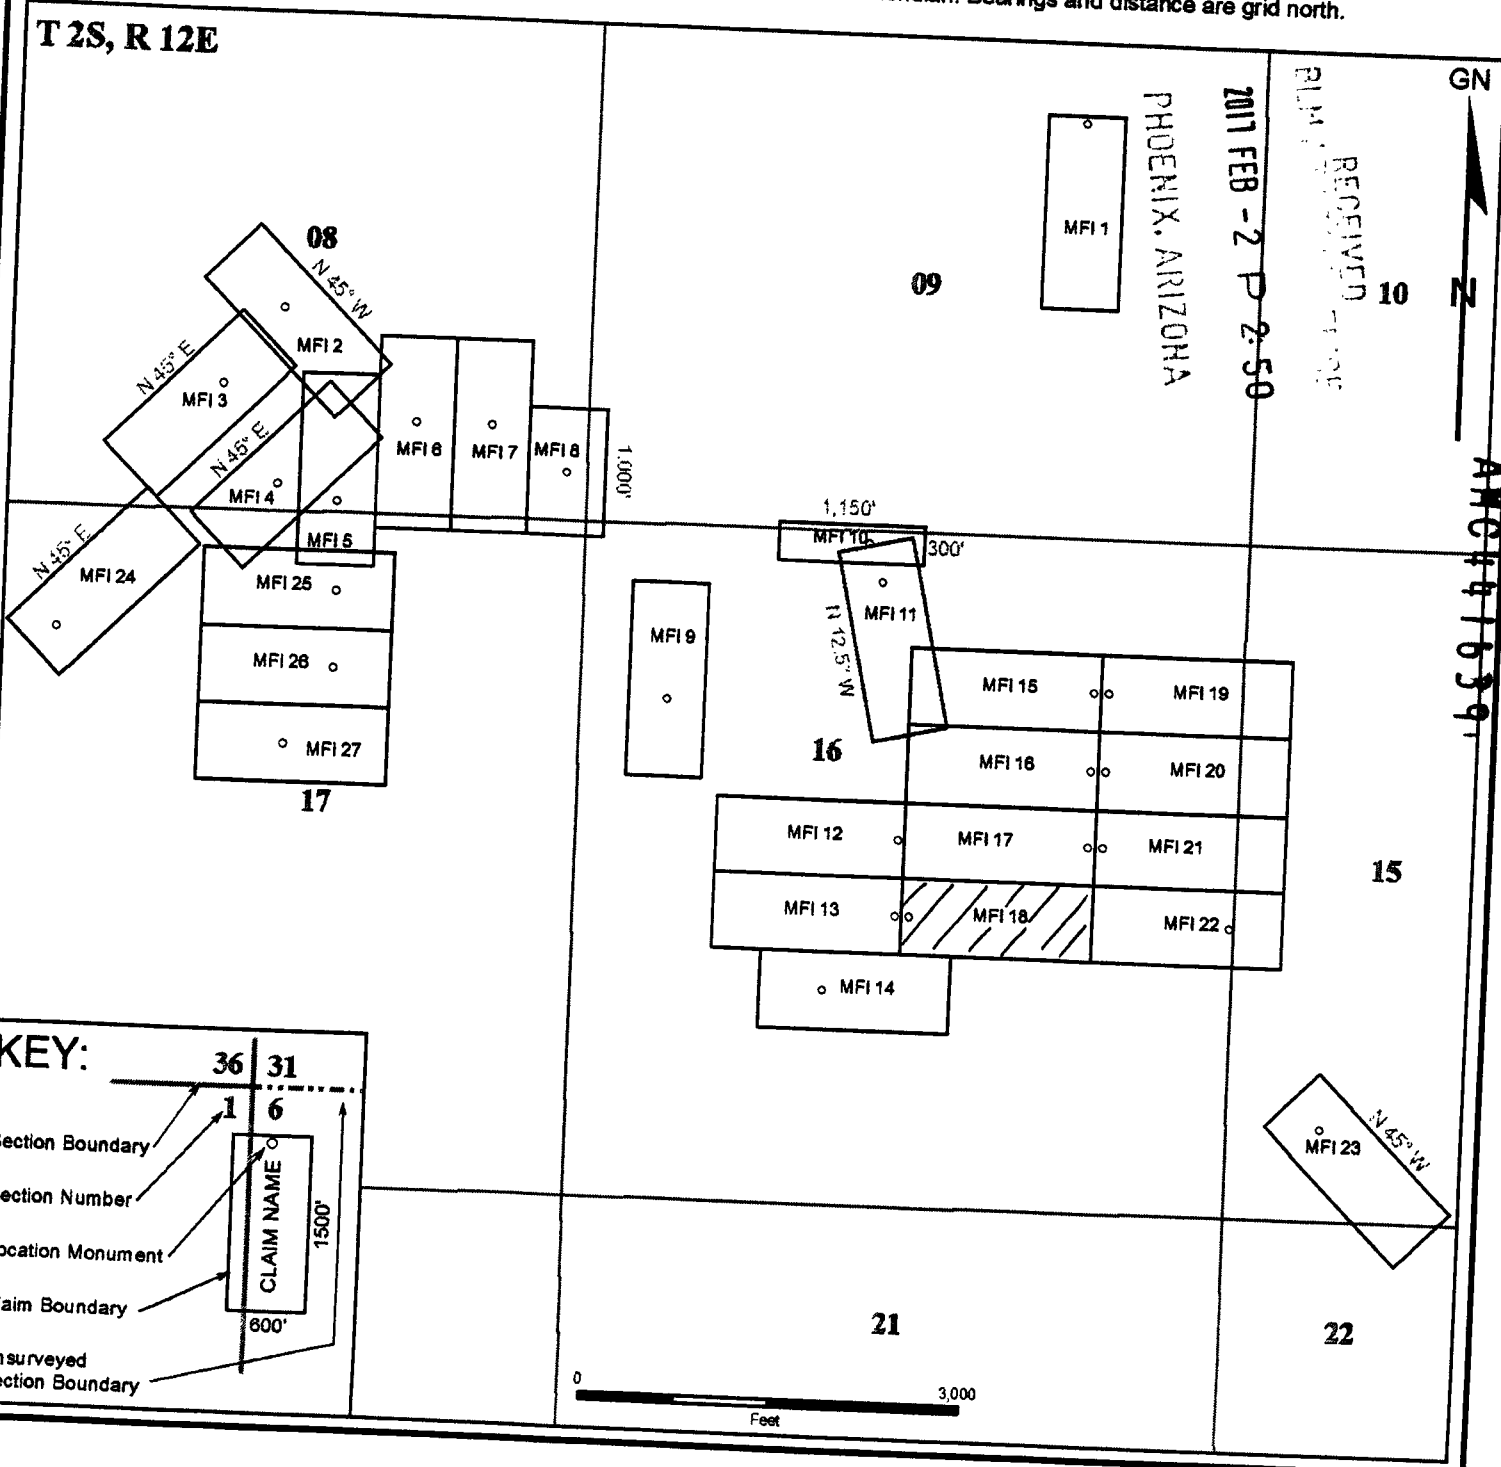 Bearings and distance are grid north.
T 2S, R 12E
GN
N
PHOENIX, ARIZONA
2017 FEB -2 P 2:50
RECEIVED
AMC441639
08
09
10
N 45° W
N 45° E
N 45° E
N 45° E
MFI 1
MFI 2
MFI 3
MFI 4
MFI 5
MFI 6
MFI 7
MFI 8
1,000'
1,150'
MFI 10
300'
MFI 24
MFI 25
MFI 26
MFI 27
MFI 9
MFI 11
N 12.5° W
MFI 15
MFI 19
MFI 16
MFI 20
MFI 12
MFI 17
MFI 21
MFI 13
MFI 18
MFI 22
MFI 14
16
17
15
MFI 23
N 45° W
21
22
KEY:
36 31
1 6
Section Boundary
Section Number
Location Monument
Claim Boundary
Unsurveyed
Section Boundary
CLAIM NAME
1500'
600'
0 3,000
Feet